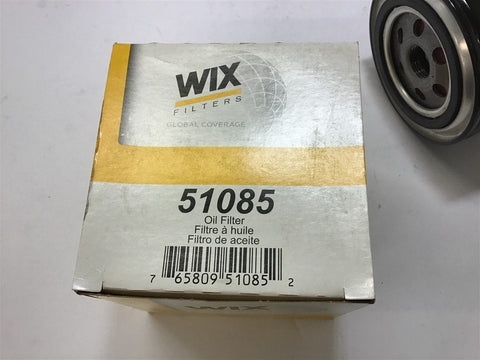 WIX
FILTERS
GLOBAL COVERAGE
51085
Oil Filter
Filtre à huile
Filtro de aceite
7 65809 51085 2
WIX